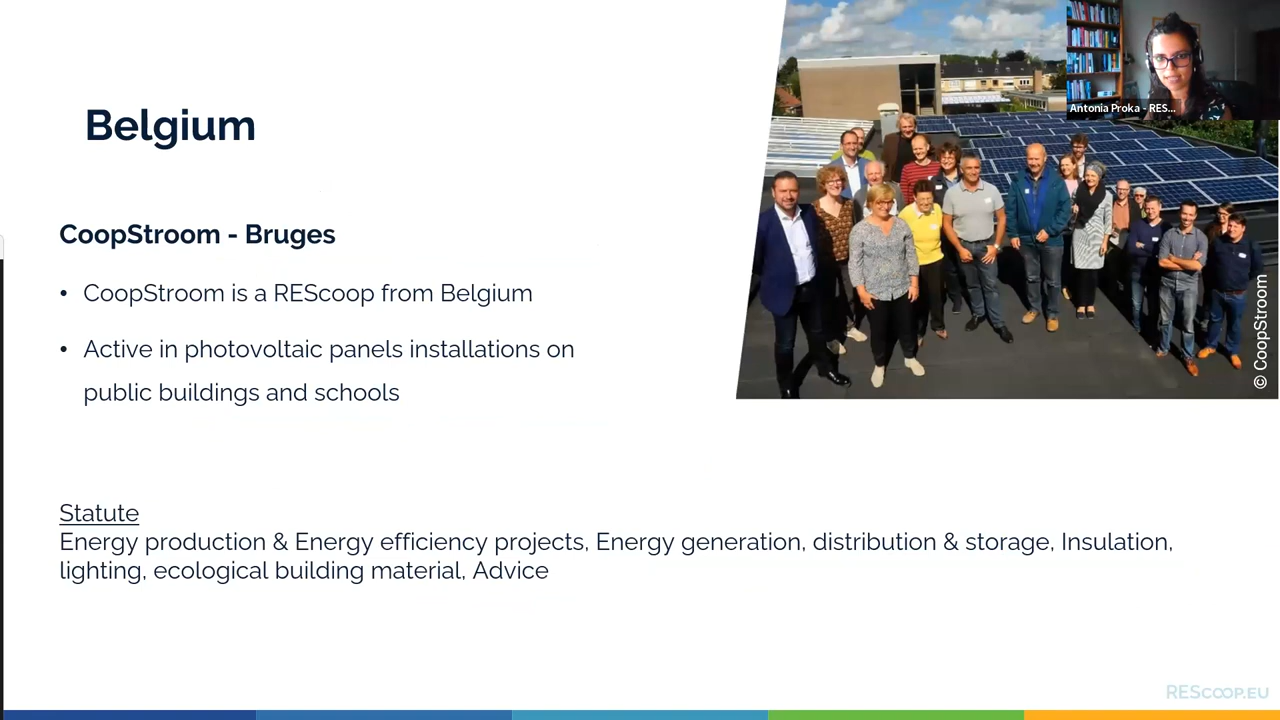 Belgium
Antonia Proka - RES...
CoopStroom - Bruges
• CoopStroom is a REScoop from Belgium
• Active in photovoltaic panels installations on
public buildings and schools
© CoopStroom
Statute
Energy production & Energy efficiency projects, Energy generation, distribution & storage, Insulation,
lighting, ecological building material, Advice
REScoop.eu